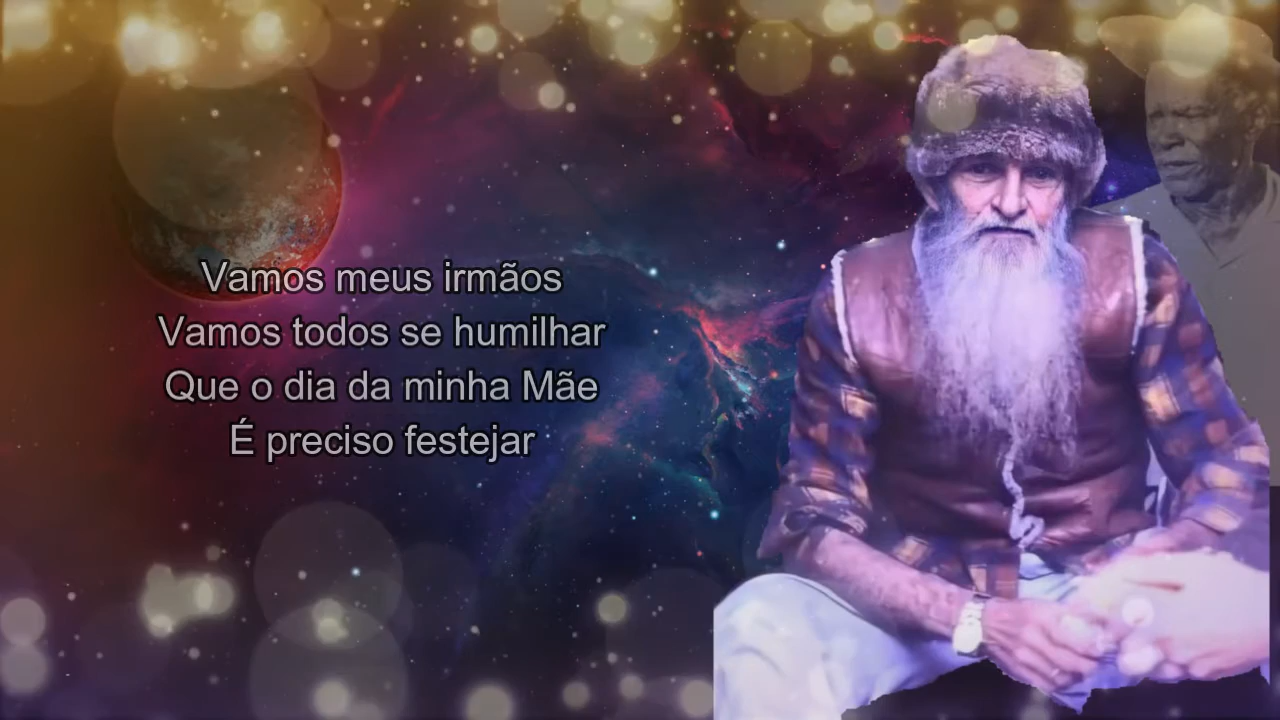 Vamos meus irmãos
Vamos todos se humilhar
Que o dia da minha Mãe
É preciso festejar